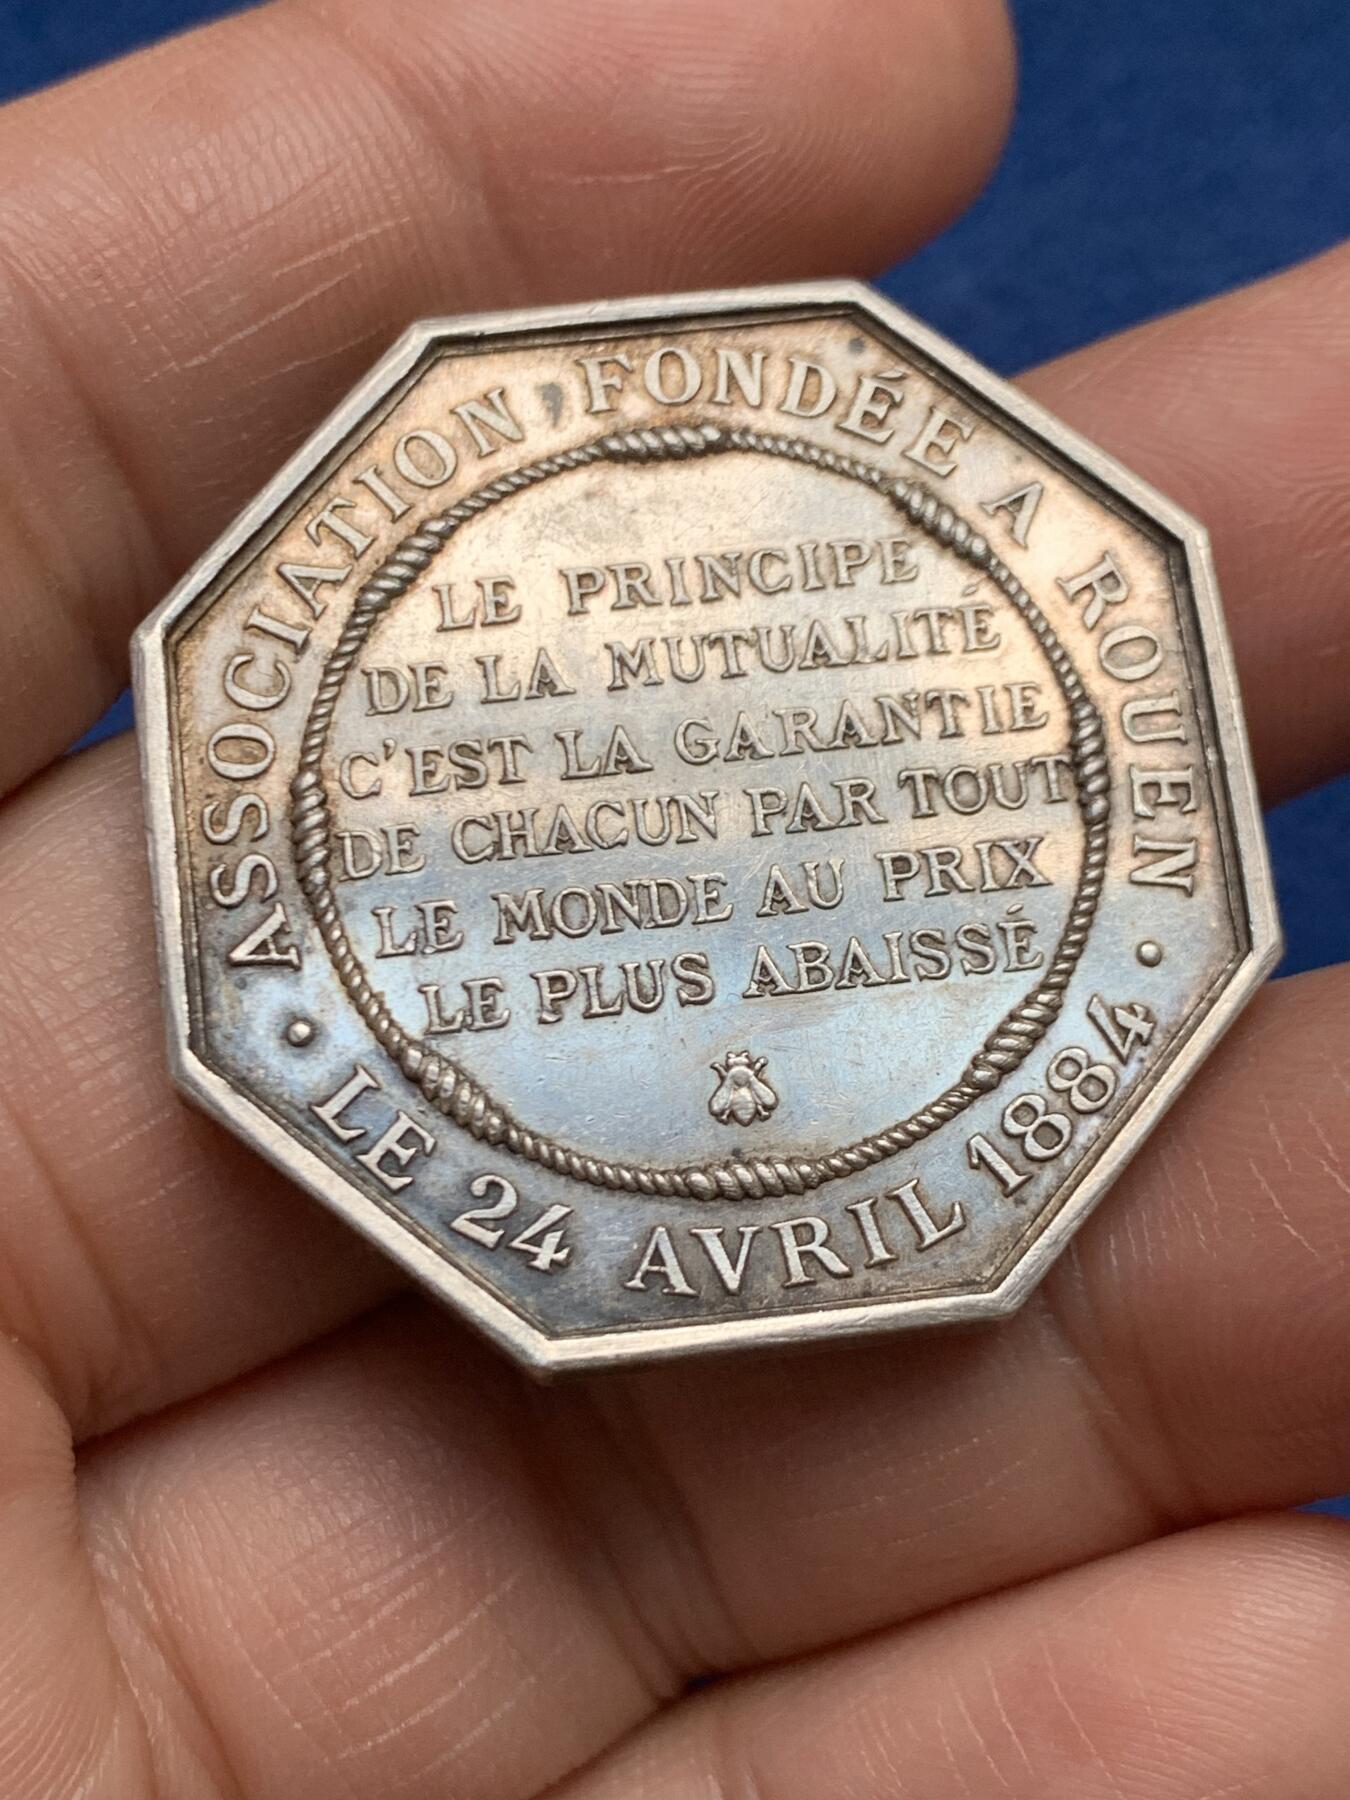 ASSOCIATION, FONDÉE A ROUEN
LE PRINCIPE
DE LA MUTUALITÉ
C'EST LA GARANTIE
DE CHACUN PAR TOUT
LE MONDE AU PRIX
LE PLUS ABAISSÉ
• LE 24 AVRIL 1884 •